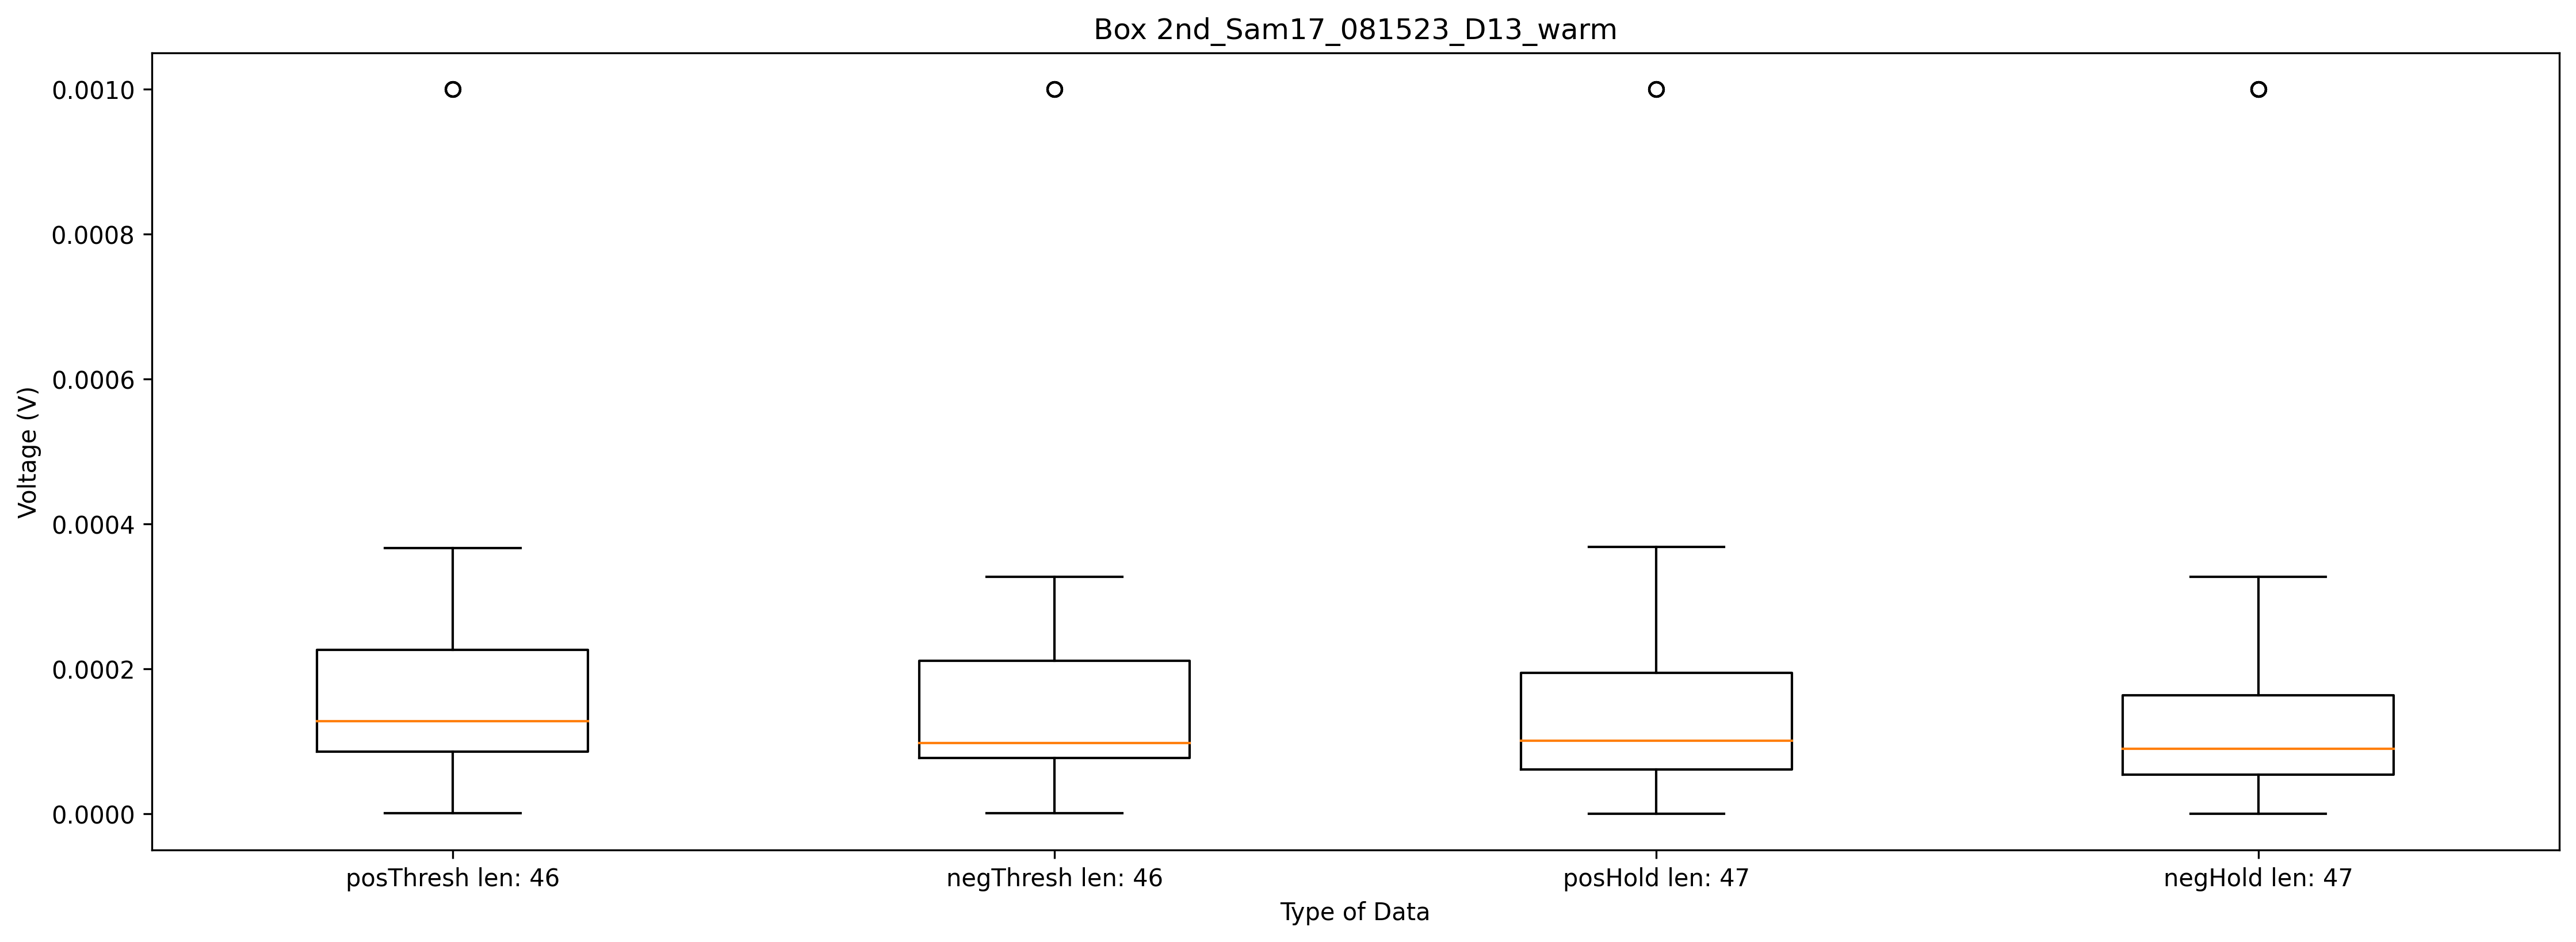 Box 2nd_Sam17_081523_D13_warm
0.0010
0.0008
0.0006
0.0004
0.0002
0.0000
Voltage (V)
posThresh len: 46
negThresh len: 46
posHold len: 47
negHold len: 47
Type of Data